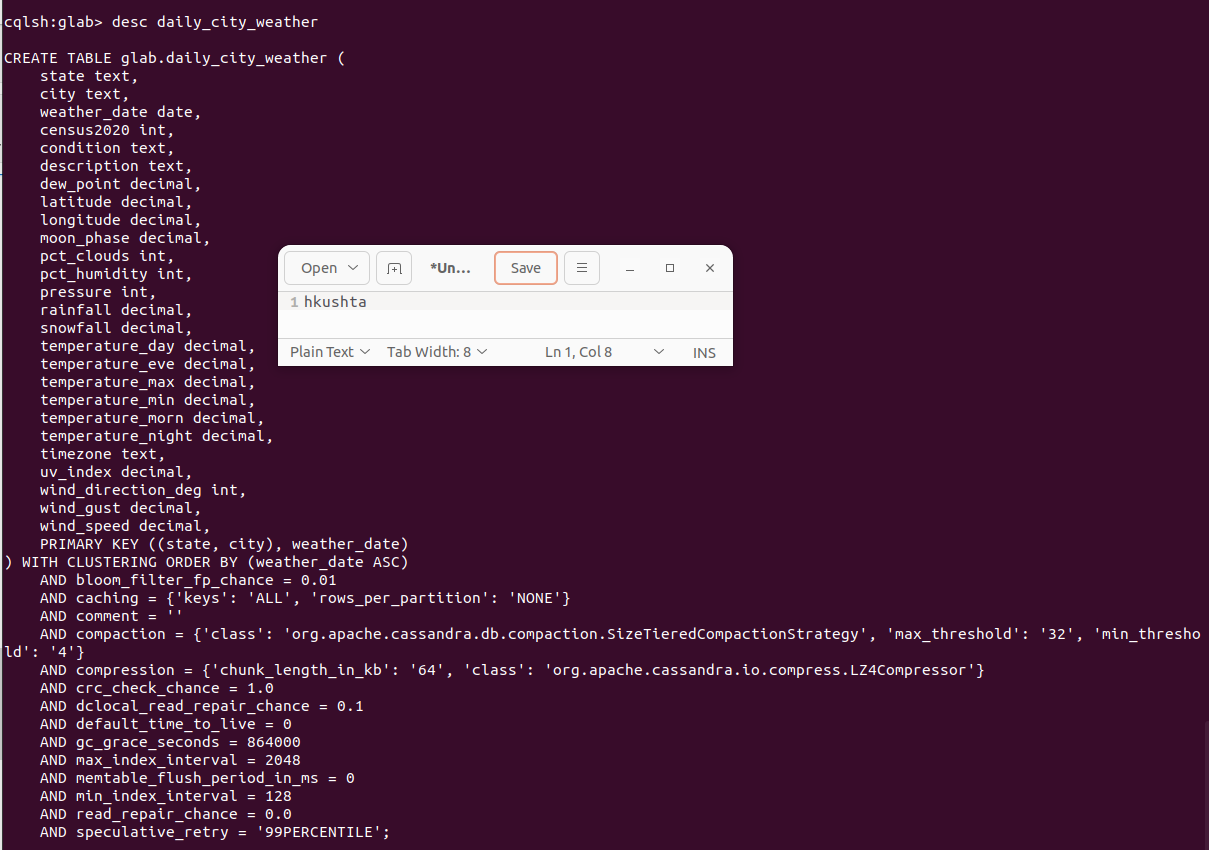 cqlsh:glab> desc daily_city_weather
CREATE TABLE glab.daily_city_weather (
    state text,
    city text,
    weather_date date,
    census2020 int,
    condition text,
    description text,
    dew_point decimal,
    latitude decimal,
    longitude decimal,
    moon_phase decimal,
    pct_clouds int,
    pct_humidity int,
    pressure int,
    rainfall decimal,
    snowfall decimal,
    temperature_day decimal,
    temperature_eve decimal,
    temperature_max decimal,
    temperature_min decimal,
    temperature_morn decimal,
    temperature_night decimal,
    timezone text,
    uv_index decimal,
    wind_direction_deg int,
    wind_gust decimal,
    wind_speed decimal,
    PRIMARY KEY ((state, city), weather_date)
) WITH CLUSTERING ORDER BY (weather_date ASC)
    AND bloom_filter_fp_chance = 0.01
    AND caching = {'keys': 'ALL', 'rows_per_partition': 'NONE'}
    AND comment = ''
    AND compaction = {'class': 'org.apache.cassandra.db.compaction.SizeTieredCompactionStrategy', 'max_threshold': '32', 'min_thresho
ld': '4'}
    AND compression = {'chunk_length_in_kb': '64', 'class': 'org.apache.cassandra.io.compress.LZ4Compressor'}
    AND crc_check_chance = 1.0
    AND dclocal_read_repair_chance = 0.1
    AND default_time_to_live = 0
    AND gc_grace_seconds = 864000
    AND max_index_interval = 2048
    AND memtable_flush_period_in_ms = 0
    AND min_index_interval = 128
    AND read_repair_chance = 0.0
    AND speculative_retry = '99PERCENTILE';
Open *Un... Save
1 hkushta
Plain Text Tab Width: 8 Ln 1, Col 8 INS